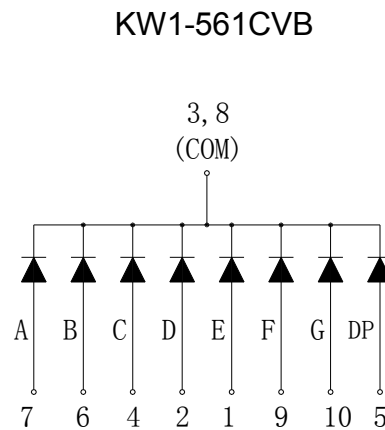 KW1-561CVB
3, 8
(COM)
A B C D E F G DP
7 6 4 2 1 9 10 5